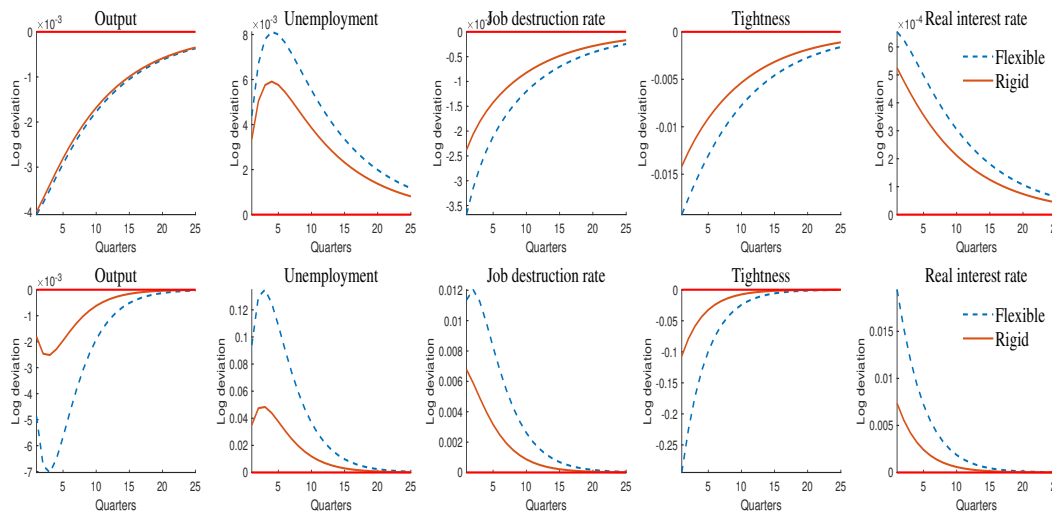 Output
×10⁻³
0
-1
-2
-3
-4
Log deviation
5 10 15 20 25
Quarters
Unemployment
×10⁻³
8
6
4
2
0
Log deviation
5 10 15 20 25
Quarters
Job destruction rate
0
-0.5
-1
-1.5
-2
-2.5
-3
-3.5
Log deviation
5 10 15 20 25
Quarters
Tightness
0
-0.005
-0.01
-0.015
Log deviation
5 10 15 20 25
Quarters
Real interest rate
×10⁻⁴
6
5
4
3
2
1
0
Log deviation
Flexible
Rigid
5 10 15 20
Quarters
Output
×10⁻³
0
-1
-2
-3
-4
-5
-6
-7
Log deviation
5 10 15 20 25
Quarters
Unemployment
0.12
0.1
0.08
0.06
0.04
0.02
0
Log deviation
5 10 15 20 25
Quarters
Job destruction rate
0.012
0.01
0.008
0.006
0.004
0.002
0
Log deviation
5 10 15 20 25
Quarters
Tightness
0
-0.05
-0.1
-0.15
-0.2
-0.25
Log deviation
5 10 15 20 25
Quarters
Real interest rate
0.015
0.01
0.005
0
Log deviation
Flexible
Rigid
5 10 15 20
Quarters